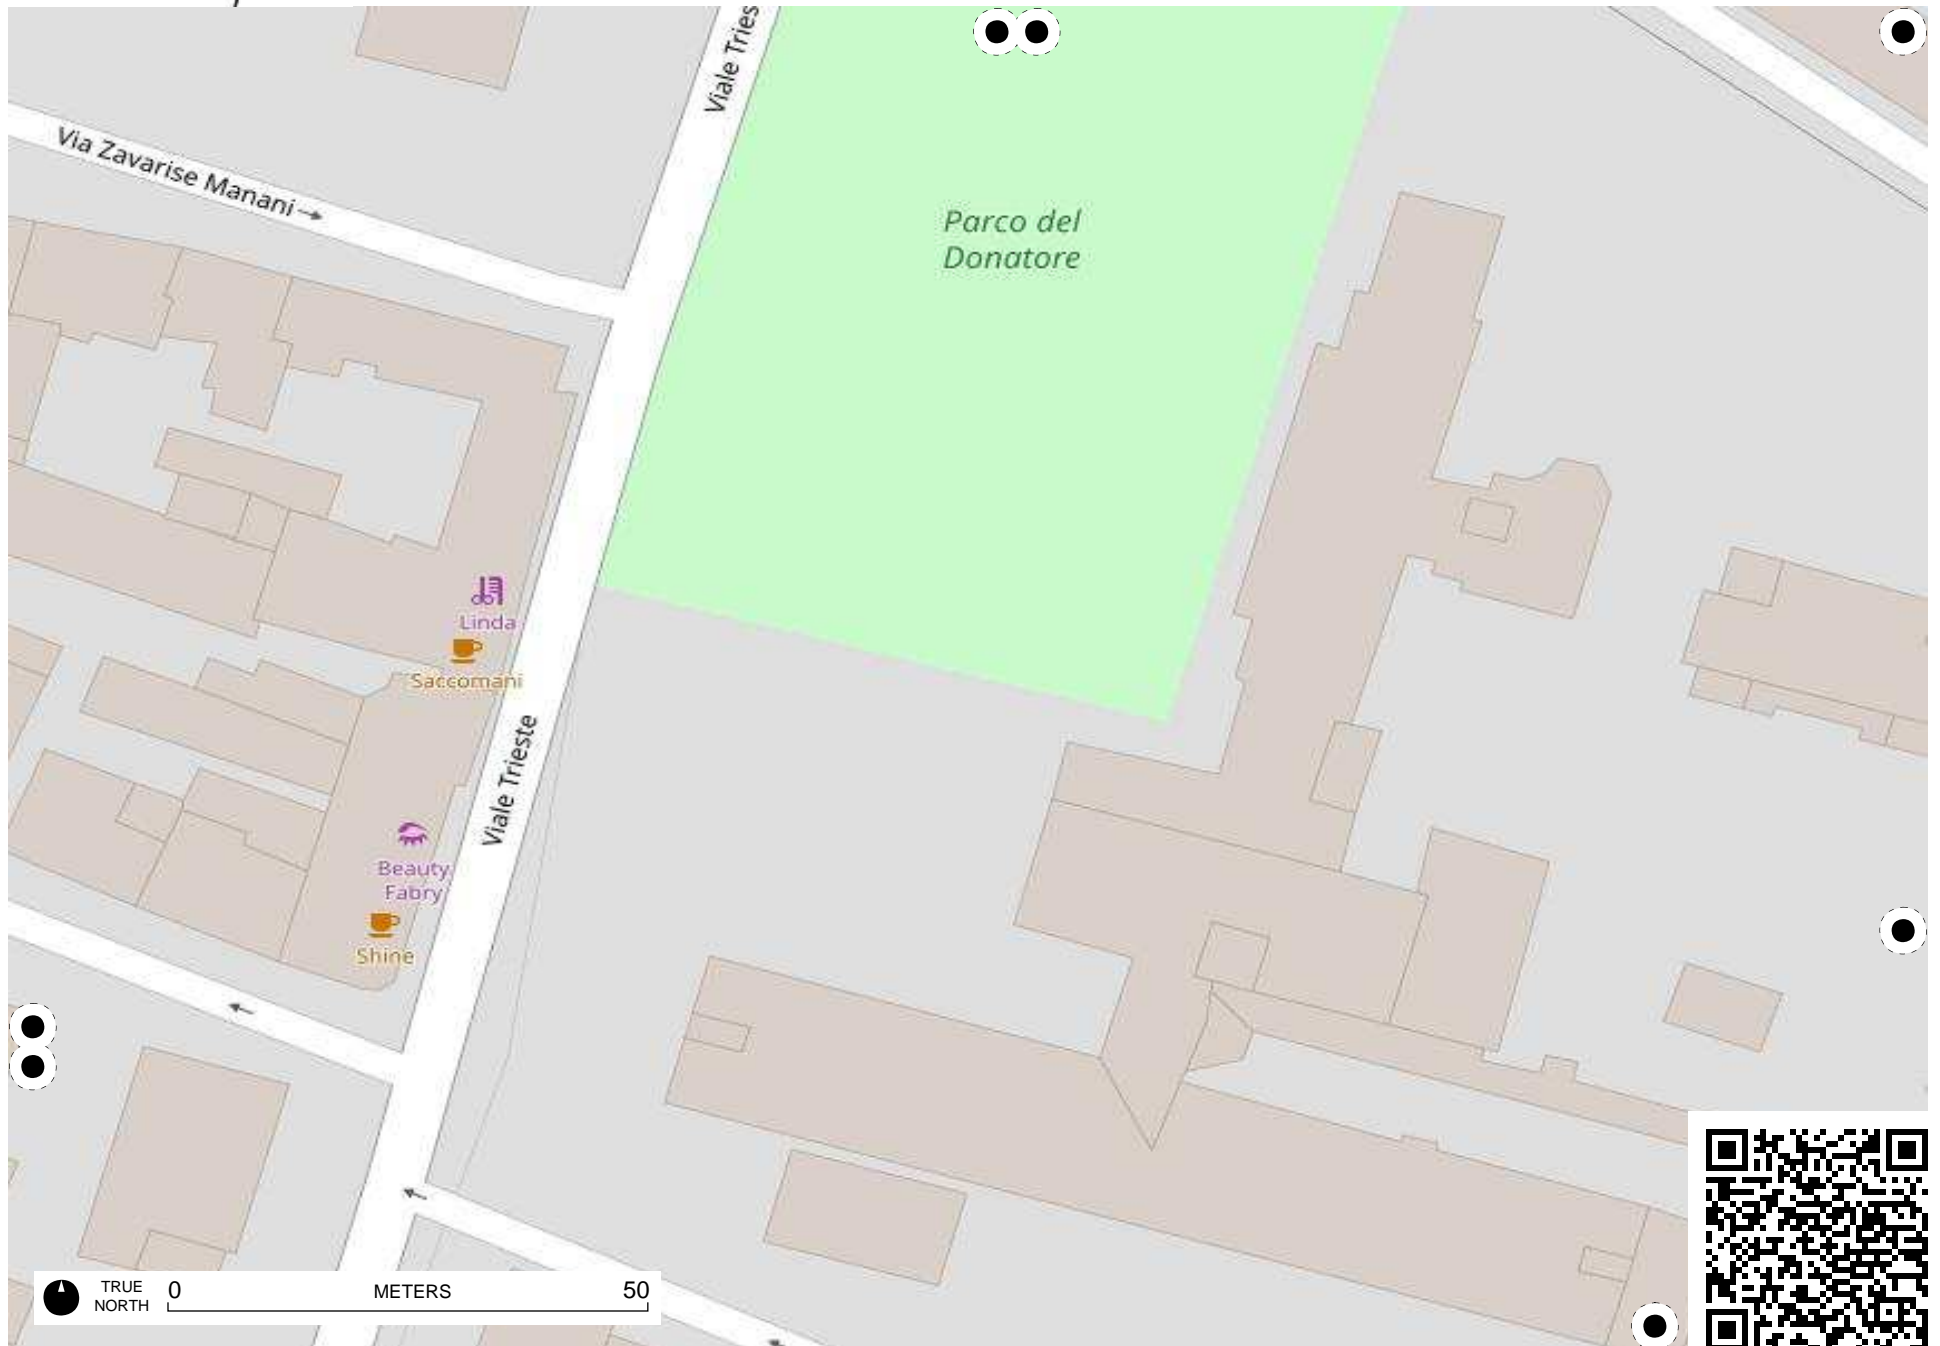 Viale Tries
Via Zavarise Manani
Parco del
Donatore
Linda
Saccomani
Viale Trieste
Beauty
Fabry
Shine
TRUE
NORTH
0 METERS 50